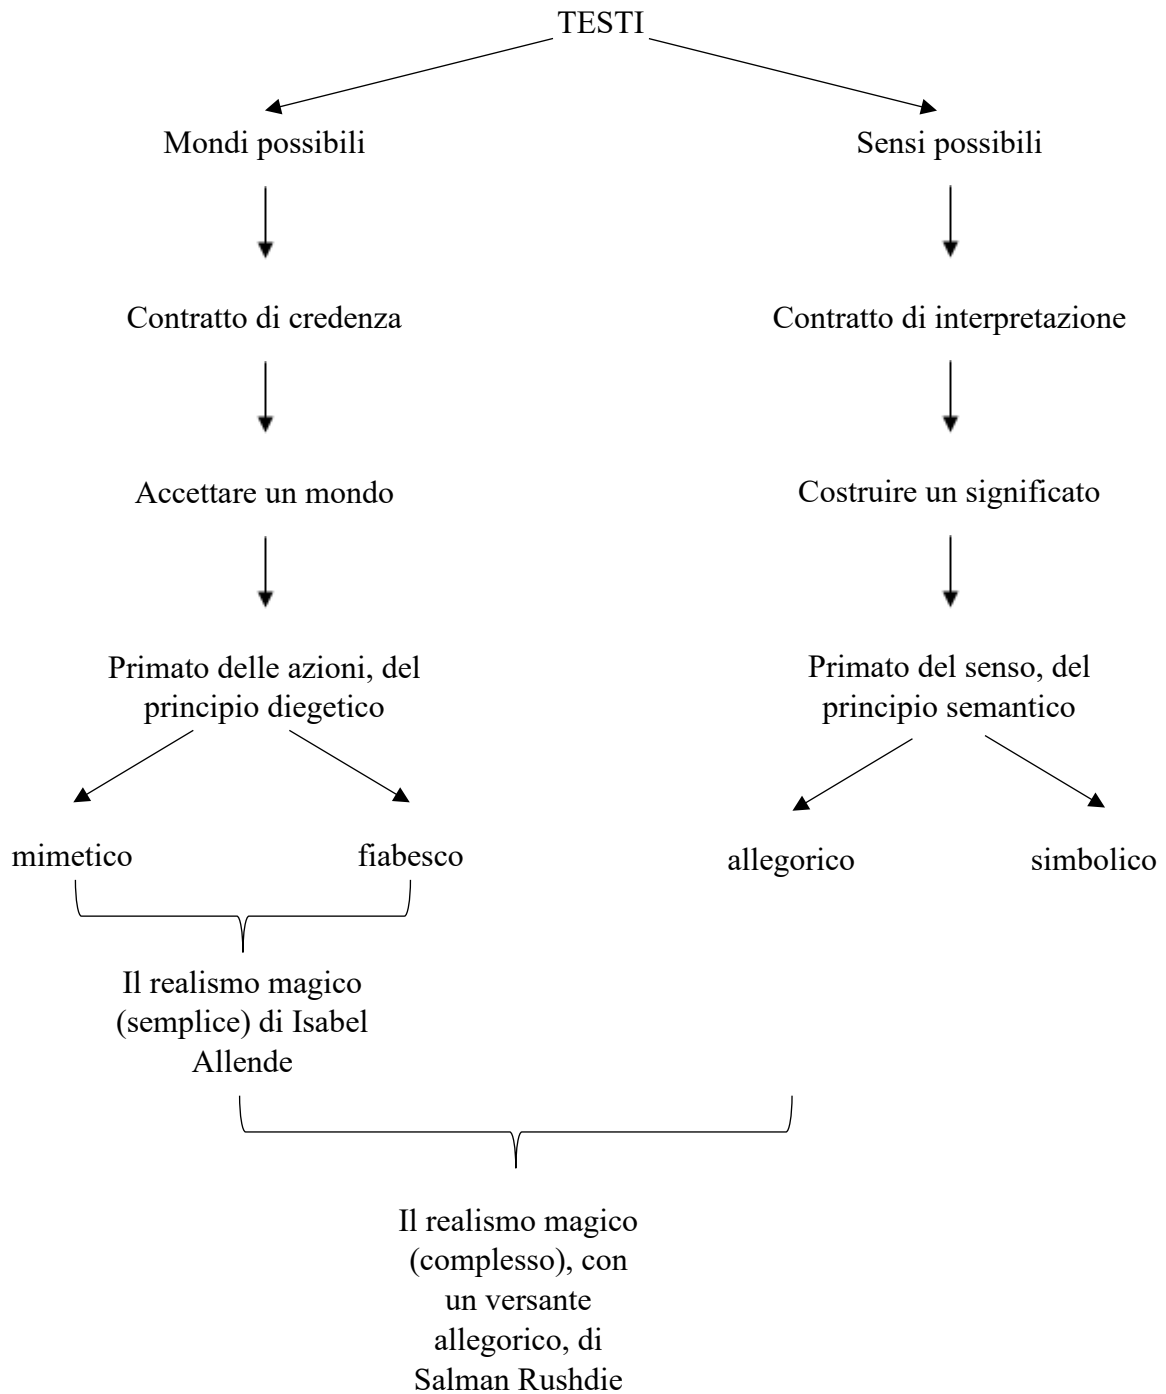 TESTI
Mondi possibili
Sensi possibili
Contratto di credenza
Contratto di interpretazione
Accettare un mondo
Costruire un significato
Primato delle azioni, del
principio diegetico
Primato del senso, del
principio semantico
mimetico
fiabesco
allegorico
simbolico
Il realismo magico
(semplice) di Isabel
Allende
Il realismo magico
(complesso), con
un versante
allegorico, di
Salman Rushdie